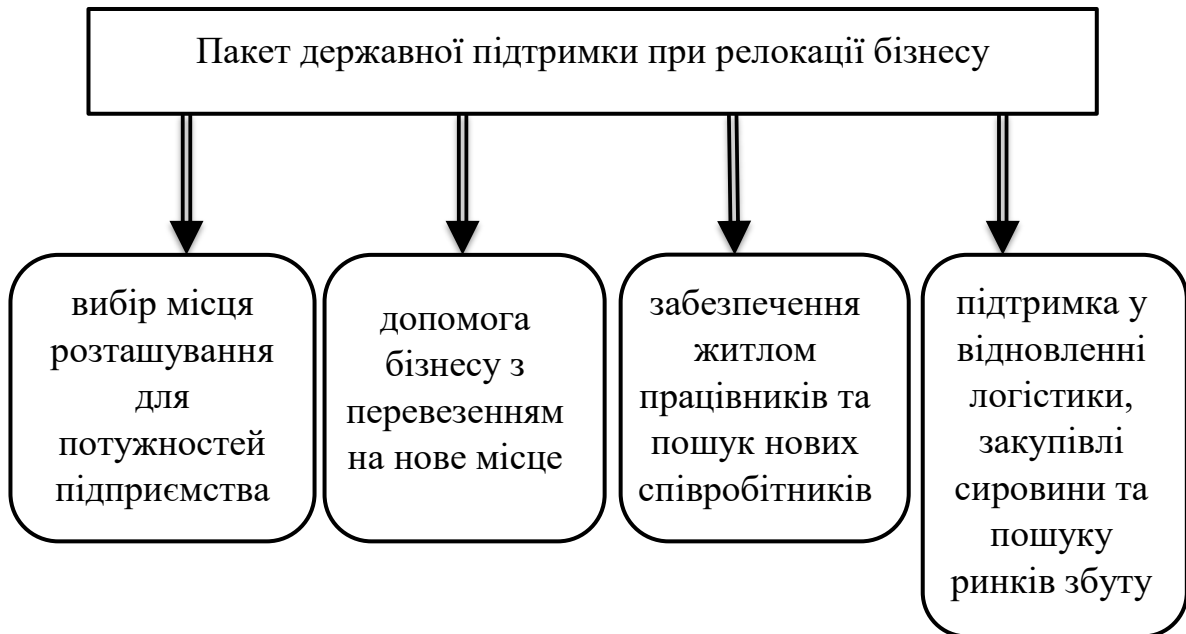 Пакет державної підтримки при релокації бізнесу
вибір місця
розташування
для
потужностей
підприємства
допомога
бізнесу з
перевезенням
на нове місце
забезпечення
житлом
працівників та
пошук нових
співробітників
підтримка у
відновленні
логістики,
закупівлі
сировини та
пошуку
ринків збуту